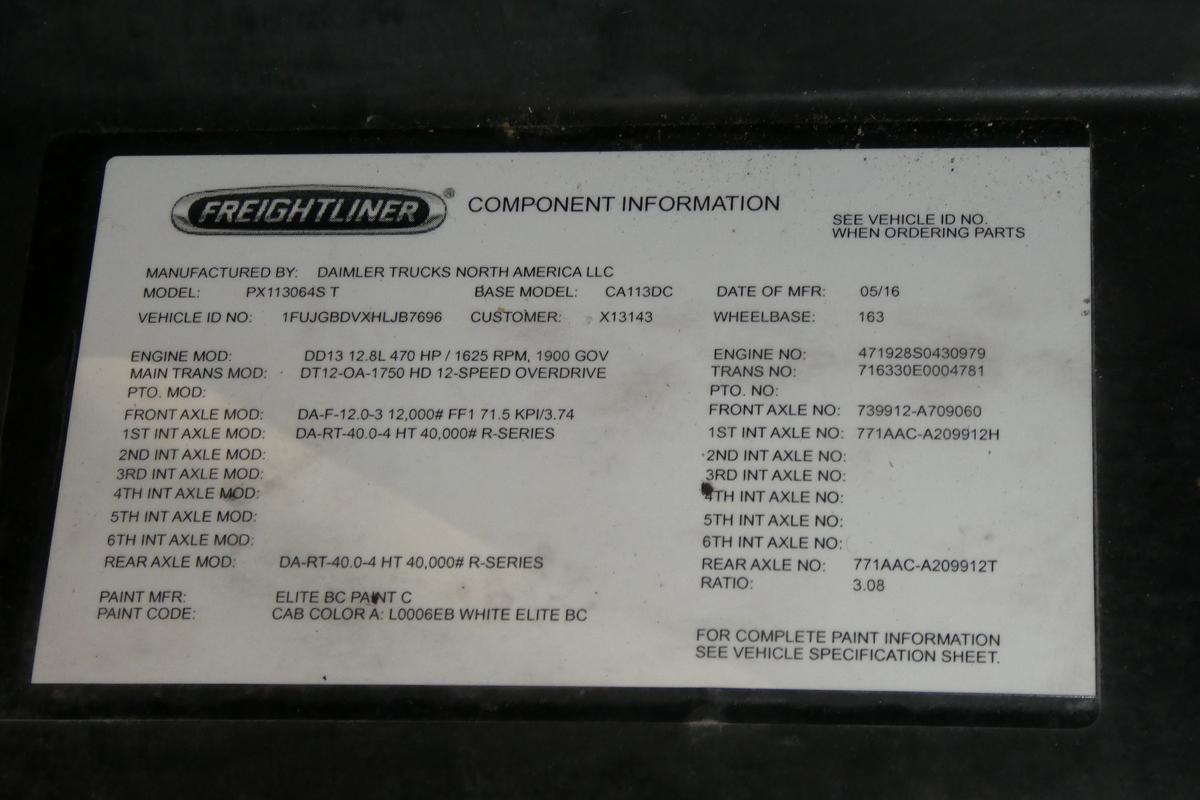 FREIGHTLINER® COMPONENT INFORMATION
SEE VEHICLE ID NO.
WHEN ORDERING PARTS
MANUFACTURED BY: DAIMLER TRUCKS NORTH AMERICA LLC
MODEL: PX113064S T BASE MODEL: CA113DC DATE OF MFR: 05/16
VEHICLE ID NO: 1FUJGBDVXHLJB7696 CUSTOMER: X13143 WHEELBASE: 163
ENGINE MOD: DD13 12.8L 470 HP / 1625 RPM, 1900 GOV ENGINE NO: 471928S0430979
MAIN TRANS MOD: DT12-OA-1750 HD 12-SPEED OVERDRIVE TRANS NO: 716330E0004781
PTO. MOD: PTO. NO:
FRONT AXLE MOD: DA-F-12.0-3 12,000# FF1 71.5 KPI/3.74 FRONT AXLE NO: 739912-A709060
1ST INT AXLE MOD: DA-RT-40.0-4 HT 40,000# R-SERIES 1ST INT AXLE NO: 771AAC-A209912H
2ND INT AXLE MOD: 2ND INT AXLE NO:
3RD INT AXLE MOD: 3RD INT AXLE NO:
4TH INT AXLE MOD: 4TH INT AXLE NO:
5TH INT AXLE MOD: 5TH INT AXLE NO:
6TH INT AXLE MOD: 6TH INT AXLE NO:
REAR AXLE MOD: DA-RT-40.0-4 HT 40,000# R-SERIES REAR AXLE NO: 771AAC-A209912T
RATIO: 3.08
PAINT MFR: ELITE BC PAINT C
PAINT CODE: CAB COLOR A: L0006EB WHITE ELITE BC
FOR COMPLETE PAINT INFORMATION
SEE VEHICLE SPECIFICATION SHEET.